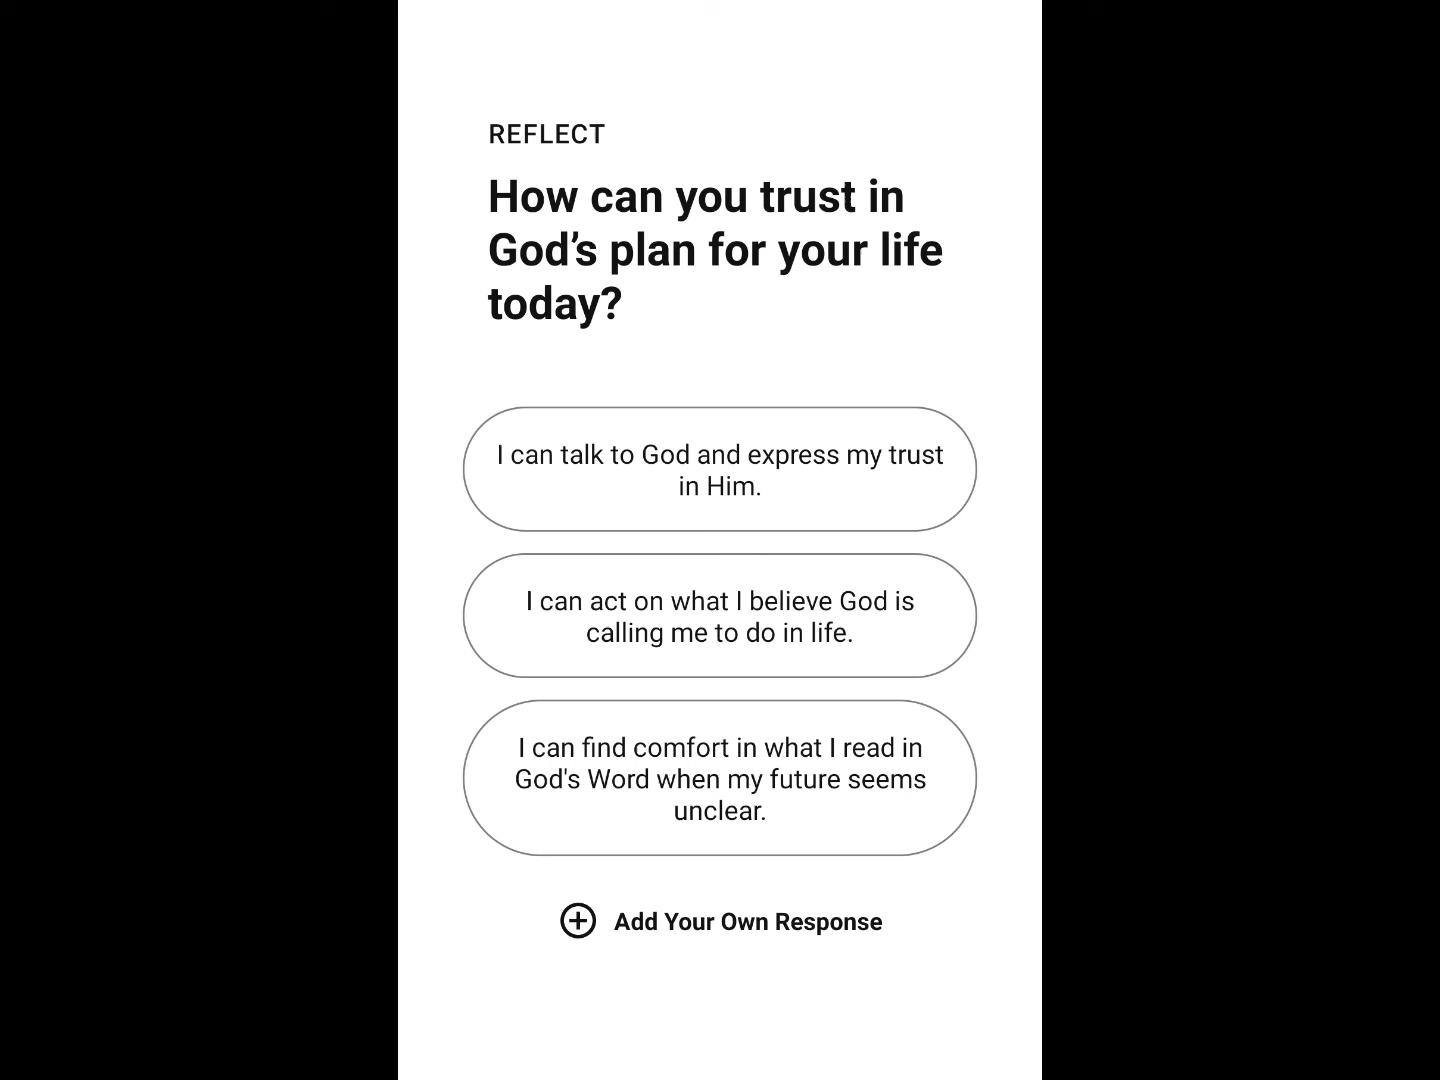 REFLECT
How can you trust in
God’s plan for your life
today?
I can talk to God and express my trust
in Him.
I can act on what I believe God is
calling me to do in life.
I can find comfort in what I read in
God's Word when my future seems
unclear.
Add Your Own Response